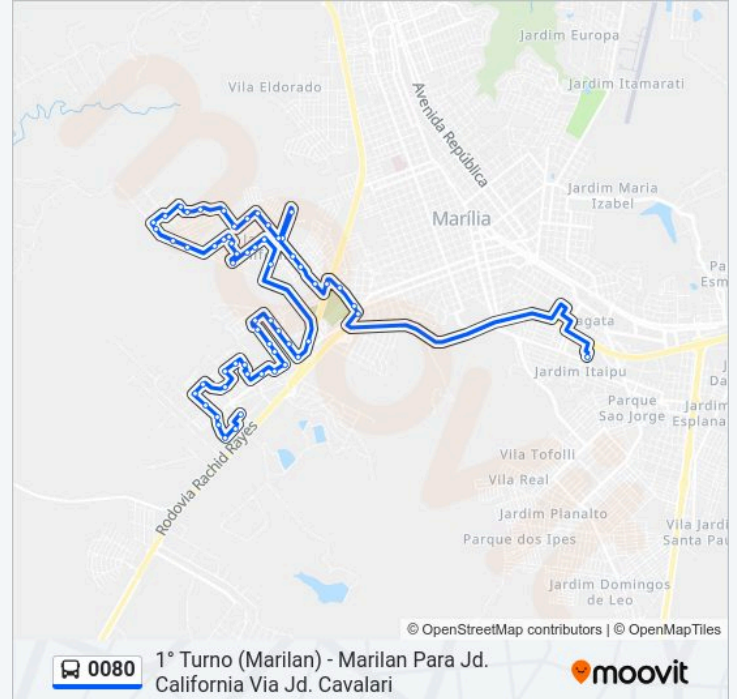 Jardim Europa
Vila Eldorado
Jardim Itamarati
Avenida República
Jardim Maria
Izabel
Marília
Pa
Esm
agata
Jardim Itaipu
J
Da
Parque
Sao Jorge
Jardim
Esplana
Rodovia Rachid Rayes
Vila Tofolli
Vila Real
Jardim Planalto
Vila Jardi
Santa Pau
Parque dos Ipes
Jardim Domingos
de Leo
moovit
© OpenStreetMap contributors | © OpenMapTiles
0080
1° Turno (Marilan) - Marilan Para Jd.
California Via Jd. Cavalari
moovit